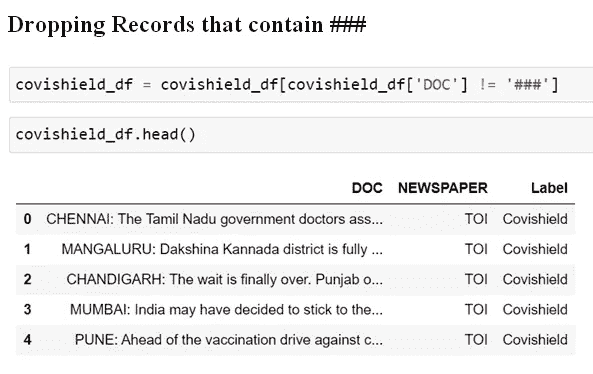 Dropping Records that contain ###
covishield_df = covishield_df[covishield_df['DOC'] != '###']
covishield_df.head()
DOC NEWSPAPER Label
0 CHENNAI: The Tamil Nadu government doctors ass... TOI Covishield
1 MANGALURU: Dakshina Kannada district is fully ... TOI Covishield
2 CHANDIGARH: The wait is finally over. Punjab o... TOI Covishield
3 MUMBAI: India may have decided to stick to the... TOI Covishield
4 PUNE: Ahead of the vaccination drive against c... TOI Covishield